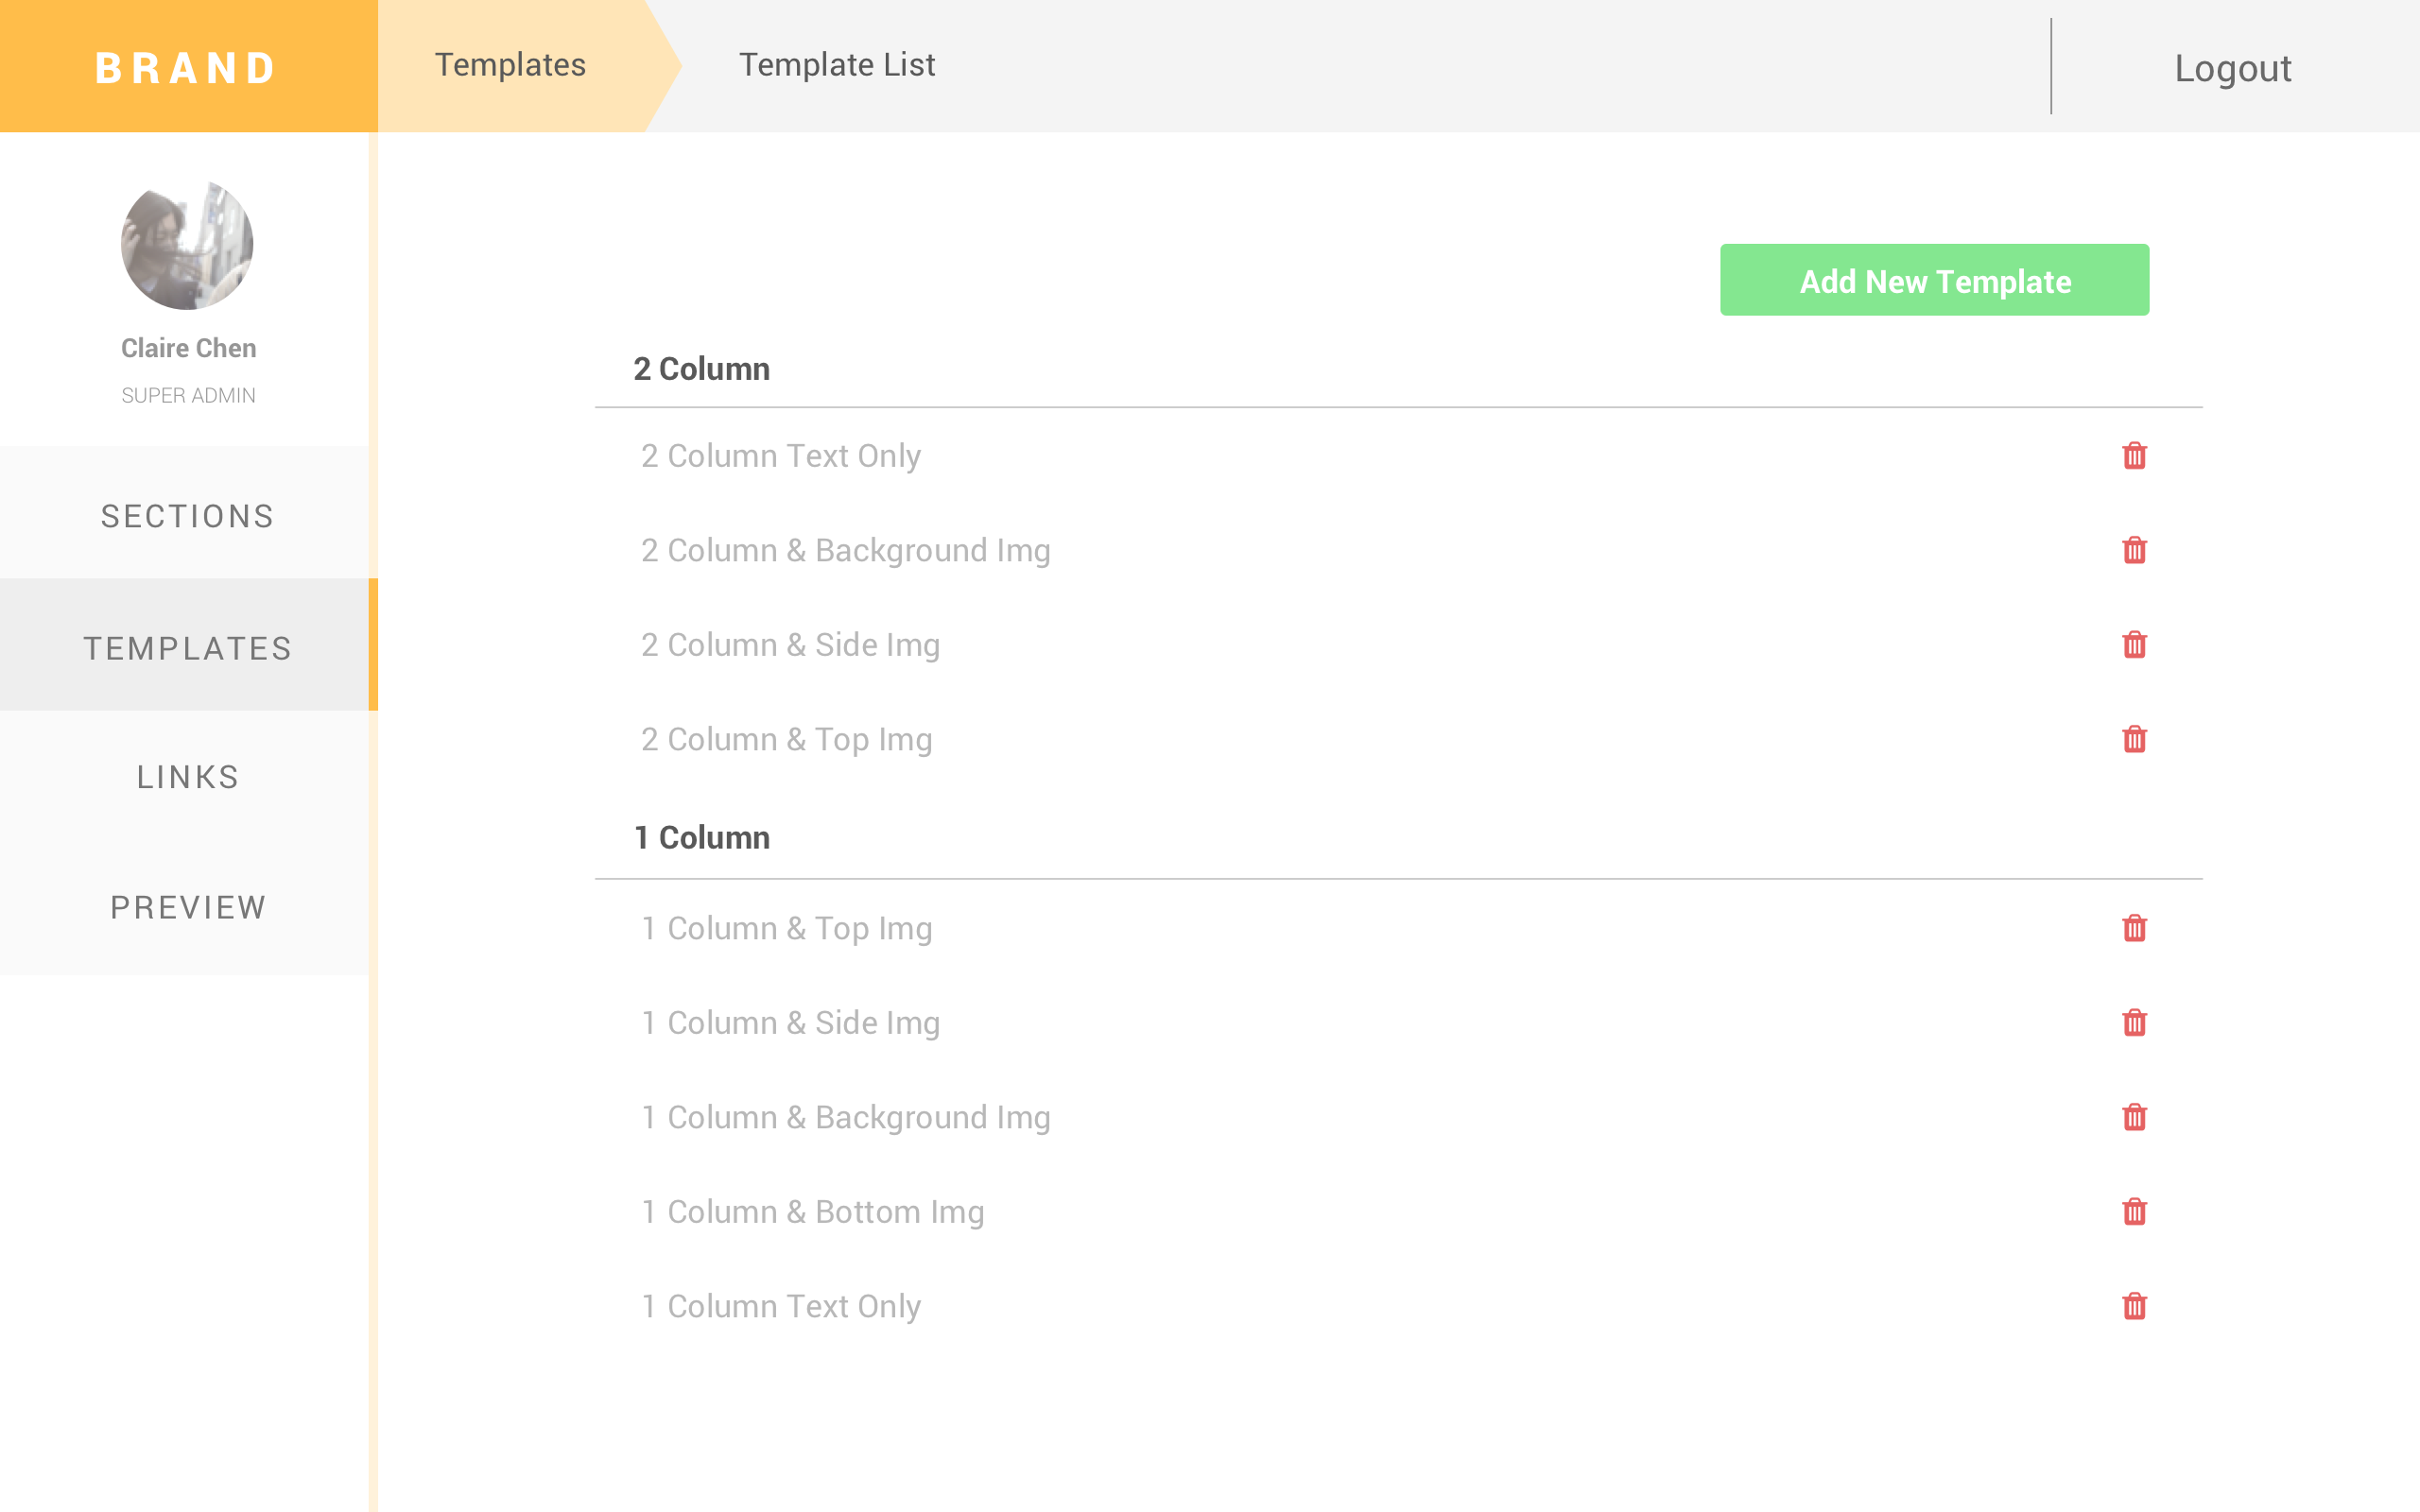 BRAND
Templates
Template List
Logout
Claire Chen
SUPER ADMIN
SECTIONS
TEMPLATES
LINKS
PREVIEW
Add New Template
2 Column
2 Column Text Only
2 Column & Background Img
2 Column & Side Img
2 Column & Top Img
1 Column
1 Column & Top Img
1 Column & Side Img
1 Column & Background Img
1 Column & Bottom Img
1 Column Text Only